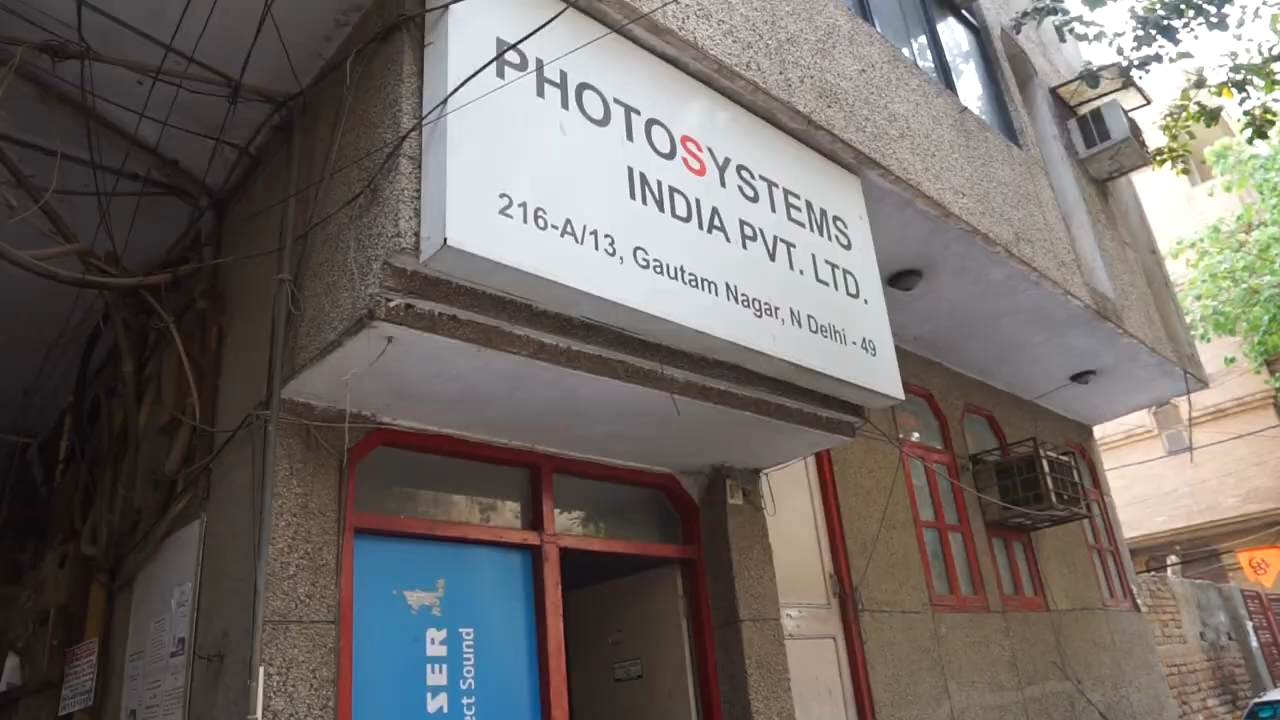 PHOTOSYSTEMS
INDIA PVT. LTD.
216-A/13, Gautam Nagar, N Delhi - 49
SER
ect Sound